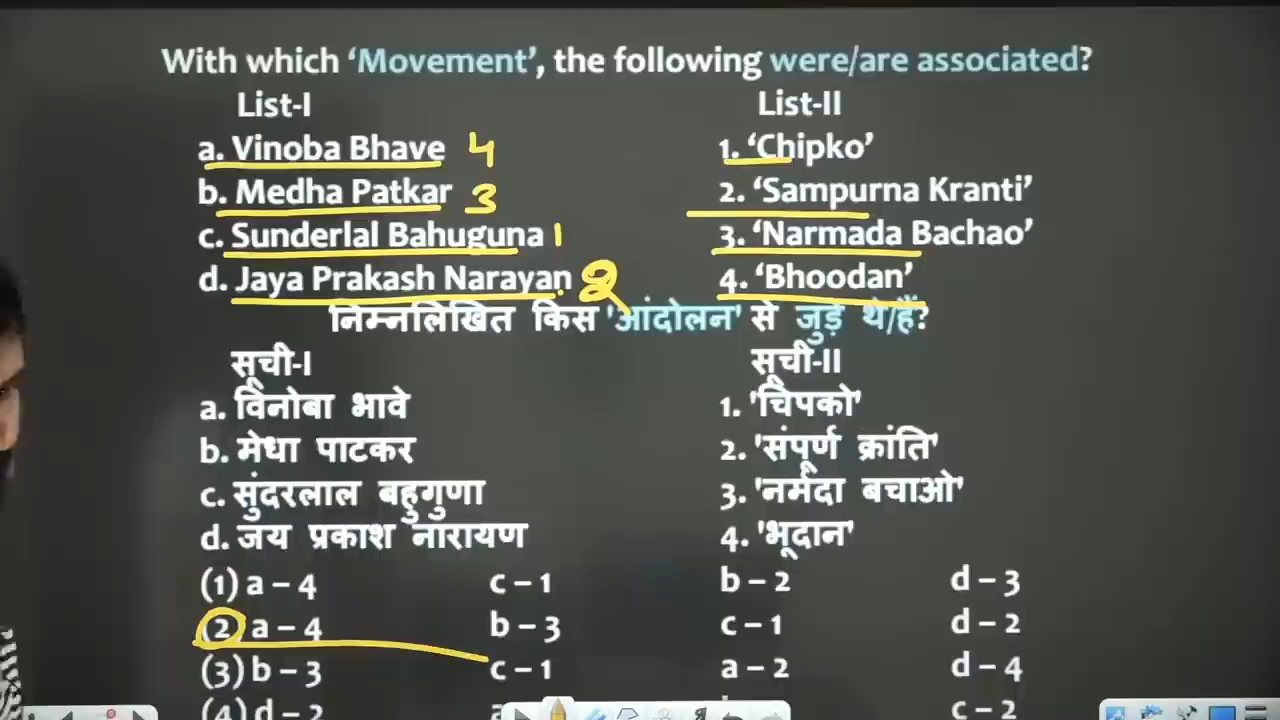 With which ‘Movement’, the following were/are associated?
List-I List-II
a. Vinoba Bhave 4 1. ‘Chipko’
b. Medha Patkar 3 2. ‘Sampurna Kranti’
c. Sunderlal Bahuguna 1 3. ‘Narmada Bachao’
d. Jaya Prakash Narayan. 2 4. ‘Bhoodan’
निम्नलिखित किस 'आंदोलन' से जुड़े थे/हैं?
सूची-I सूची-II
a. विनोबा भावे 1. 'चिपको'
b. मेधा पाटकर 2. 'संपूर्ण क्रांति'
c. सुंदरलाल बहुगुणा 3. 'नर्मदा बचाओ'
d. जय प्रकाश नारायण 4. 'भूदान'
(1) a – 4 c – 1 b – 2 d – 3
(2) a – 4 b – 3 c – 1 d – 2
(3) b – 3 c – 1 a – 2 d – 4
(4) d – 2 c – 2